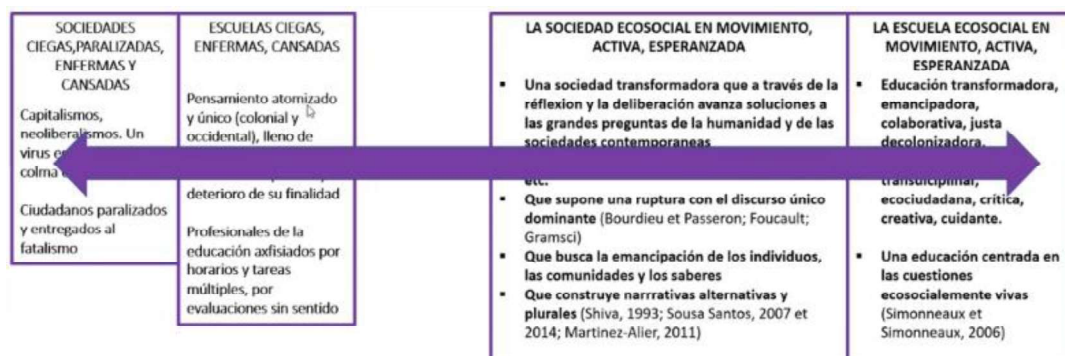 SOCIEDADES
CIEGAS,PARALIZADAS,
ENFERMAS Y
CANSADAS
Capitalismos,
neoliberalismos. Un
virus
colma
Ciudadanos paralizados
y entregados al
fatalismo
ESCUELAS CIEGAS,
ENFERMAS, CANSADAS
Pensamiento atomizado
y único (colonial y
occidental), lleno de
deterioro de su finalidad
Profesionales de la
educación axfisiados por
horarios y tareas
múltiples, por
evaluaciones sin sentido
LA SOCIEDAD ECOSOCIAL EN MOVIMIENTO,
ACTIVA, ESPERANZADA
▪ Una sociedad transformadora que a través de la
réflexion y la deliberación avanza soluciones a
las grandes preguntas de la humanidad y de las
sociedades contemporaneas
etc.
▪ Que supone una ruptura con el discurso único
dominante (Bourdieu et Passeron; Foucault;
Gramsci)
▪ Que busca la emancipación de los individuos,
las comunidades y los saberes
▪ Que construye narrrativas alternativas y
plurales (Shiva, 1993; Sousa Santos, 2007 et
2014; Martinez-Alier, 2011)
LA ESCUELA ECOSOCIAL EN
MOVIMIENTO, ACTIVA,
ESPERANZADA
▪ Educación transformadora,
emancipadora,
colaborativa, justa
decolonizadora,
transdiciplinar,
ecociudadana, crítica,
creativa, cuidante.
▪ Una educación centrada en
las cuestiones
ecosocialemente vivas
(Simonneaux et
Simonneaux, 2006)